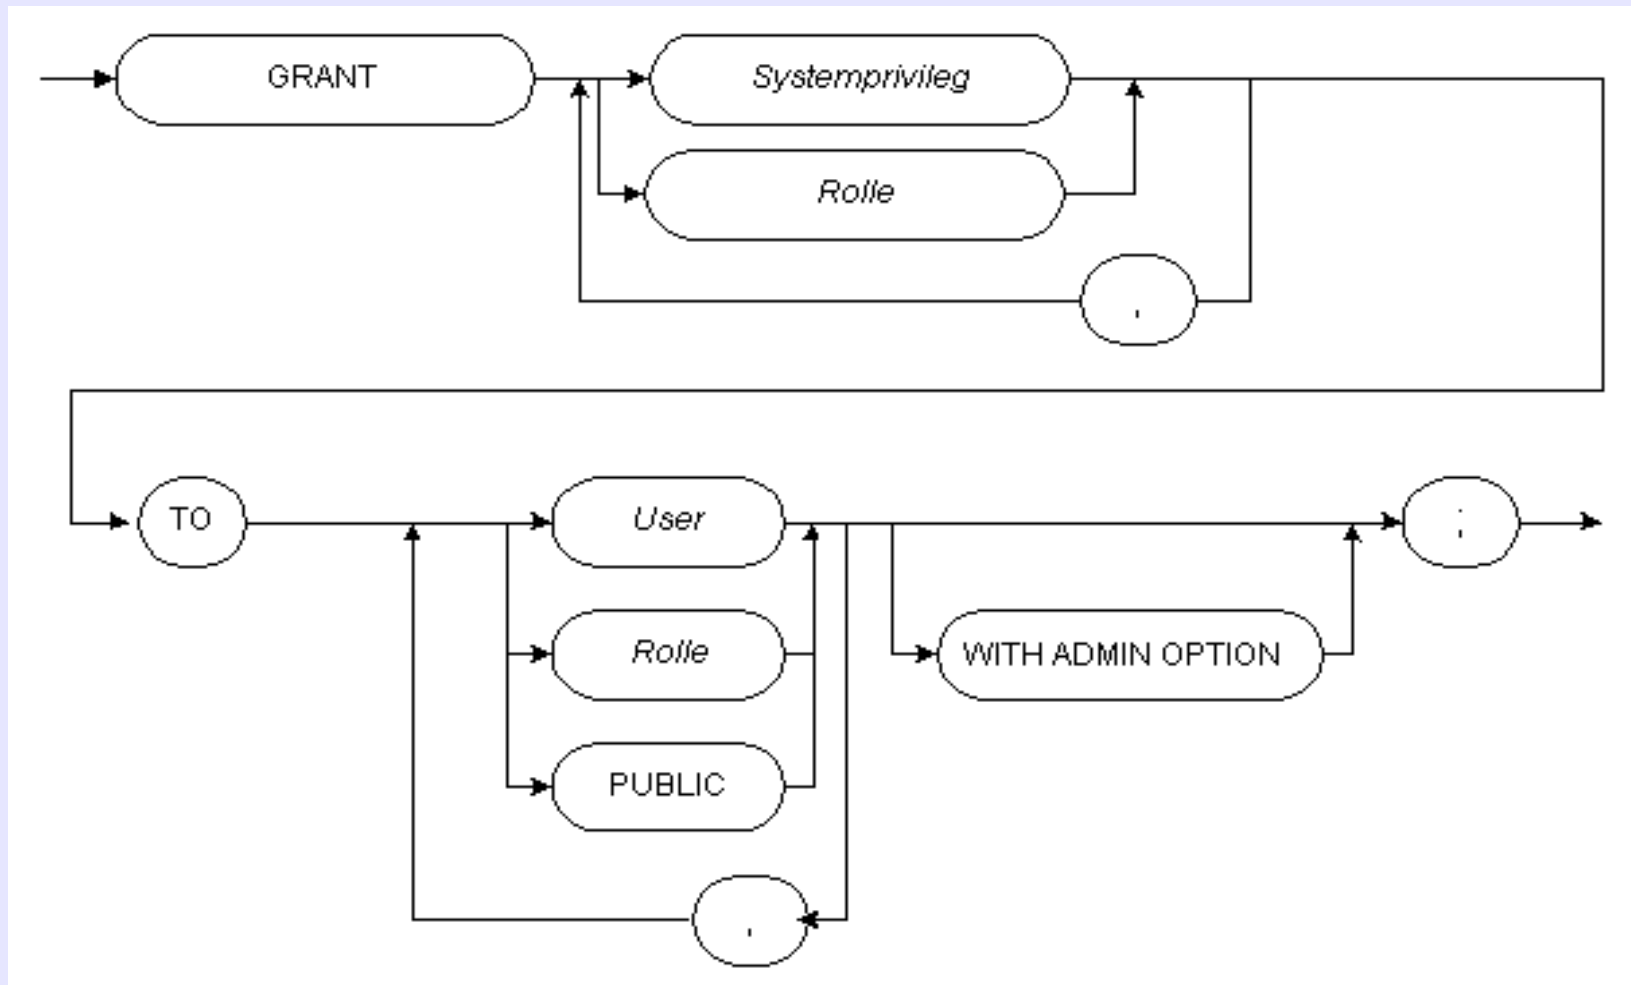 GRANT
Systemprivileg
Rolle
,
TO
User
;
Rolle
WITH ADMIN OPTION
PUBLIC
,